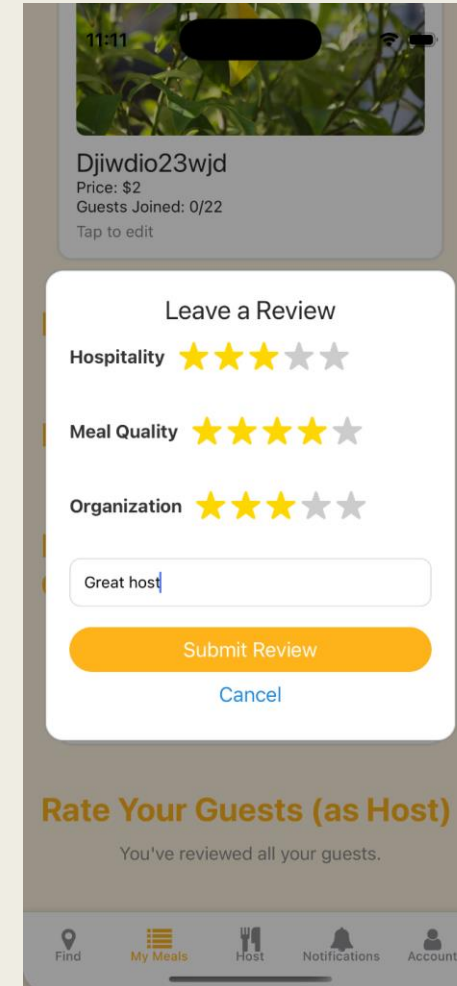 11:11
Djiwdio23wjd
Price: $2
Guests Joined: 0/22
Tap to edit
Leave a Review
Hospitality
Meal Quality
Organization
Great host
Submit Review
Cancel
Rate Your Guests (as Host)
You've reviewed all your guests.
Find My Meals Host Notifications Account